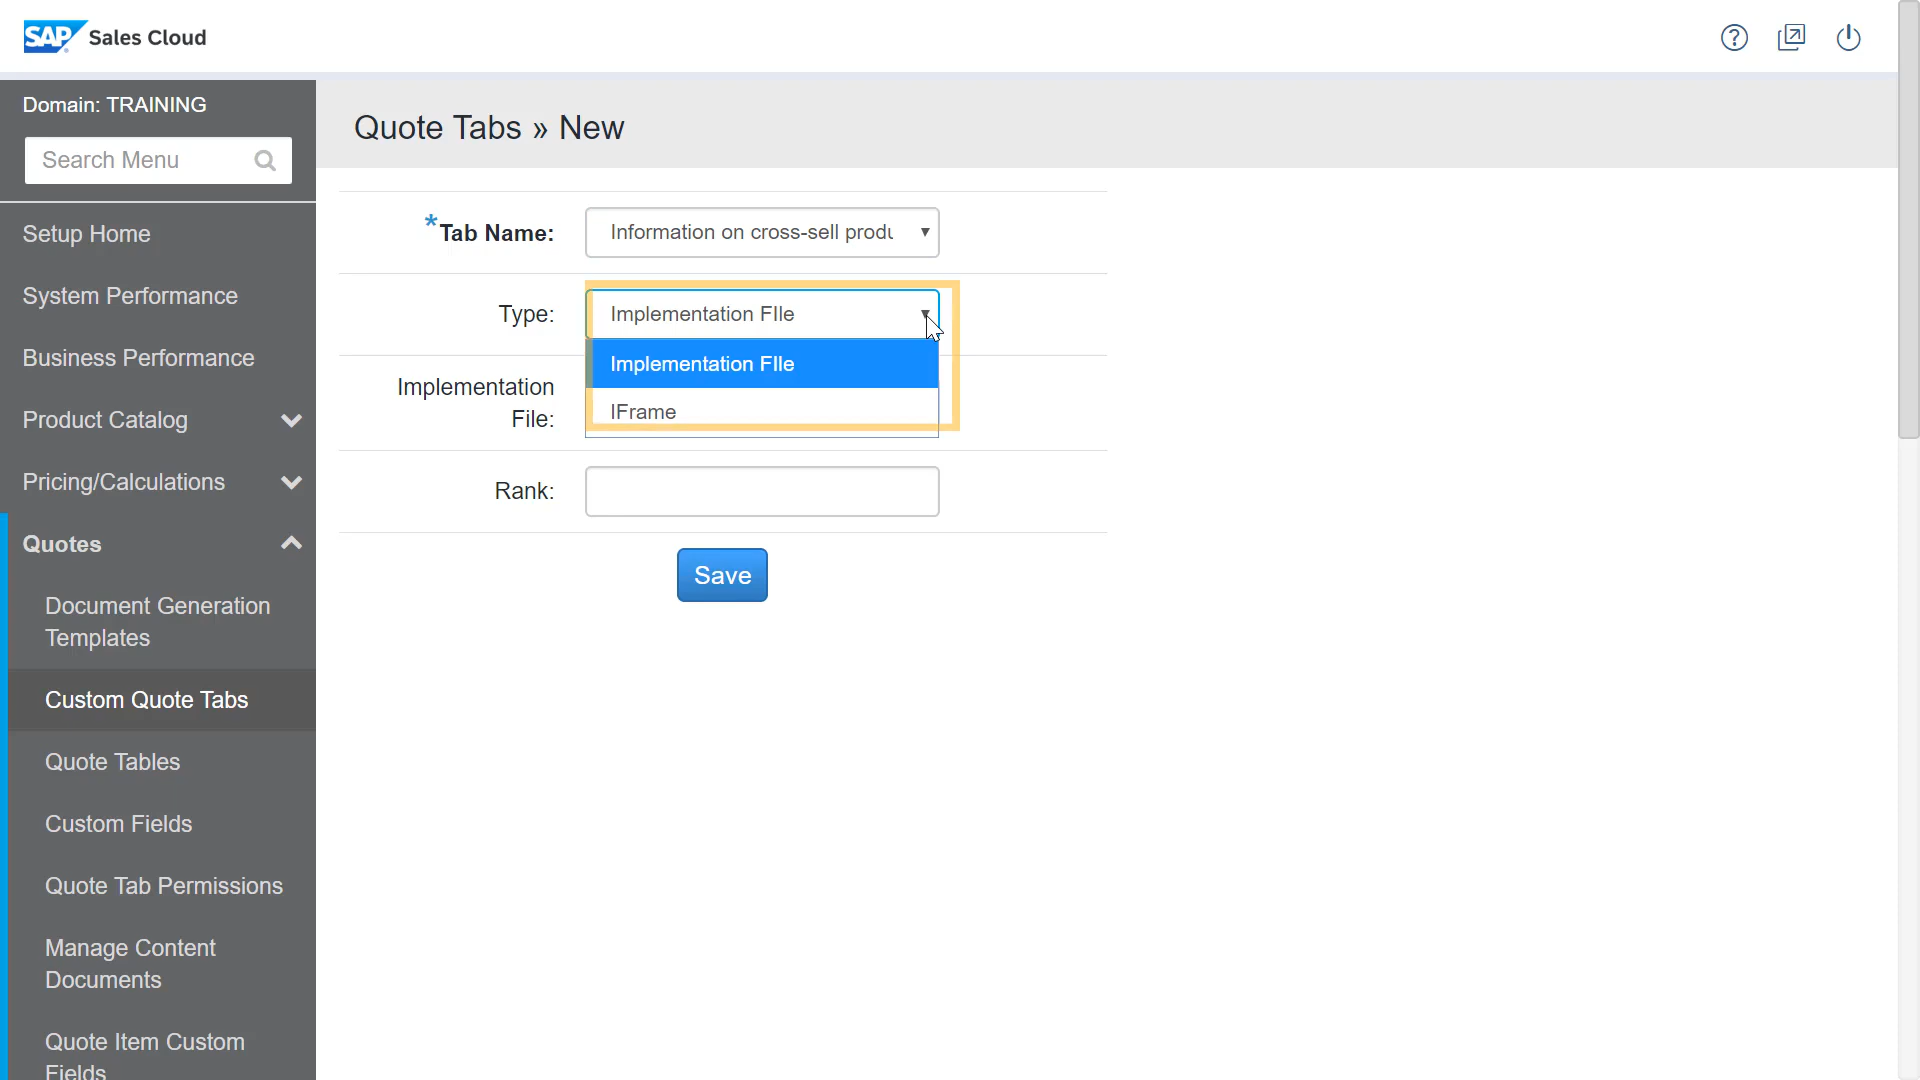 SAP Sales Cloud
Domain: TRAINING
Search Menu
Setup Home
System Performance
Business Performance
Product Catalog
Pricing/Calculations
Quotes
Document Generation
Templates
Custom Quote Tabs
Quote Tables
Custom Fields
Quote Tab Permissions
Manage Content
Documents
Quote Item Custom
Fields
Quote Tabs » New
*Tab Name: Information on cross-sell produ
Type: Implementation FIle
Implementation FIle
IFrame
Implementation
File:
Rank:
Save